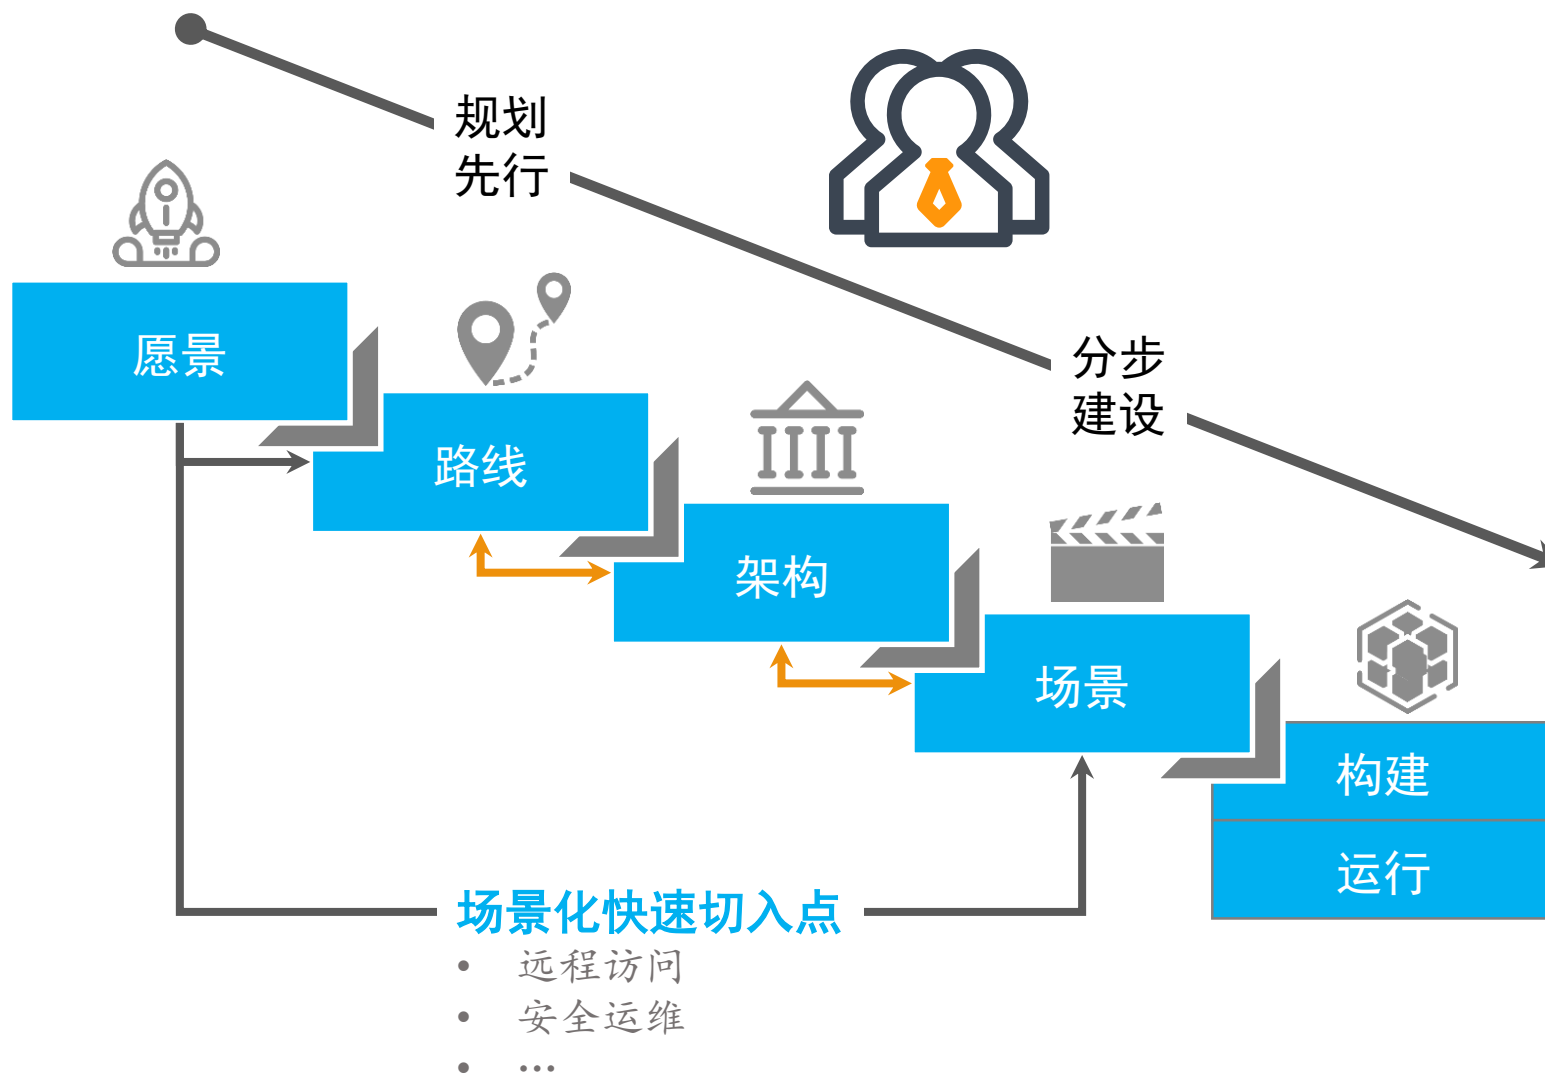 规划
先行
愿景
路线
分步
建设
架构
场景
构建
运行
场景化快速切入点
• 远程访问
• 安全运维
• …